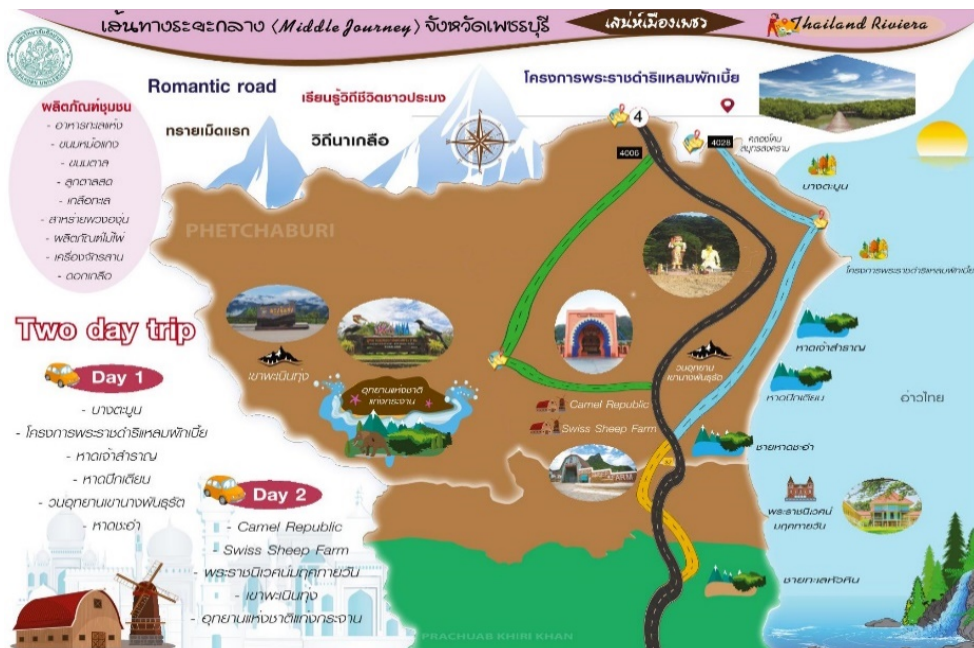 เส้นทางระยะกลาง (Middle Journey) จังหวัดเพชรบุรี
เสน่ห์เมืองเพชร
Thailand Riviera
Romantic road
เรียนรู้วิถีชีวิตชาวประมง
โครงการพระราชดำริแหลมผักเบี้ย
ทรายเม็ดแรก
วิถีนาเกลือ
ผลิตภัณฑ์ชุมชน
- อาหารทะเลแห้ง
- ขนมหม้อแกง
- ขนมตาล
- ลูกตาลสด
- เกลือทะเล
- สาหร่ายพวงองุ่น
- ผลิตภัณฑ์ไม้ไผ่
- เครื่องจักรสาน
- ดอกเกลือ
4
4006
4028
คลองโคน
สมุทรสงคราม
บางตะบูน
PHETCHABURI
โครงการพระราชดำริแหลมผักเบี้ย
Two day trip
เขาพะเนินทุ่ง
อุทยานแห่งชาติ
แก่งกระจาน
วนอุทยาน
เขานางพันธุรัต
หาดเจ้าสำราญ
หาดปึกเตียน
อ่าวไทย
Camel Republic
Swiss Sheep Farm
ชายหาดชะอำ
พระราชนิเวศน์
มฤคทายวัน
ชายทะเลหัวหิน
Day 1
- บางตะบูน
- โครงการพระราชดำริแหลมผักเบี้ย
- หาดเจ้าสำราญ
- หาดปึกเตียน
- วนอุทยานเขานางพันธุรัต
- หาดชะอำ
Day 2
- Camel Republic
- Swiss Sheep Farm
- พระราชนิเวศน์มฤคทายวัน
- เขาพะเนินทุ่ง
- อุทยานแห่งชาติแก่งกระจาน
PRACHUAB KHIRI KHAN